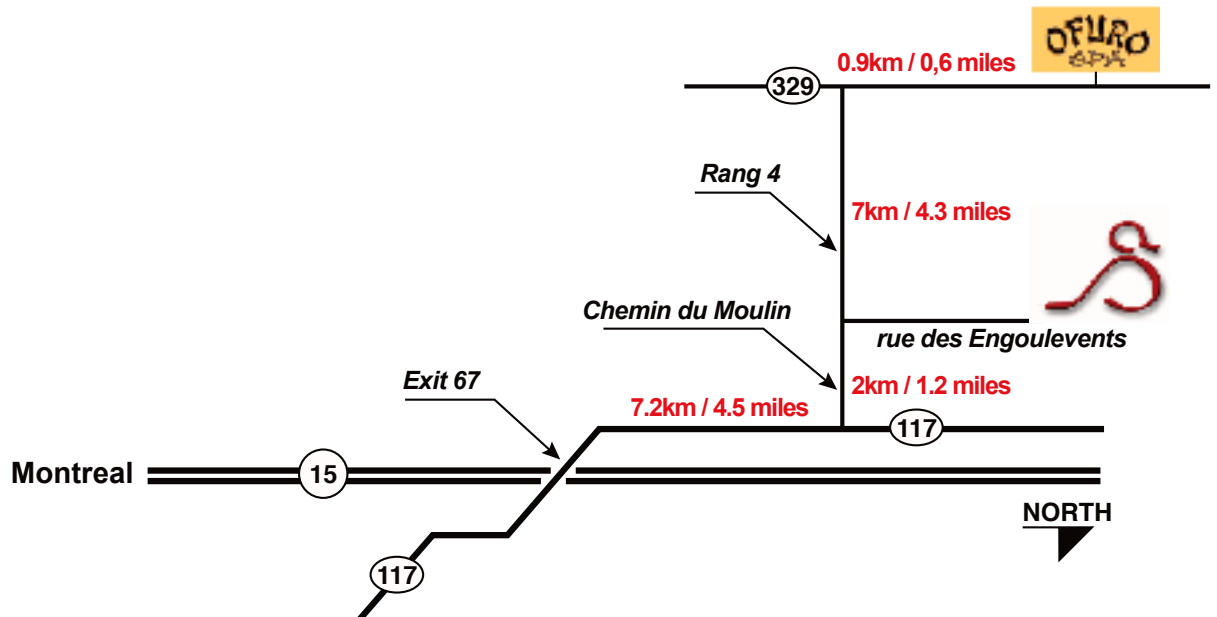 OFURO
SPA
0.9km / 0,6 miles
329
Rang 4
7km / 4.3 miles
Chemin du Moulin
rue des Engoulevents
Exit 67
2km / 1.2 miles
7.2km / 4.5 miles
117
Montreal
15
NORTH
117